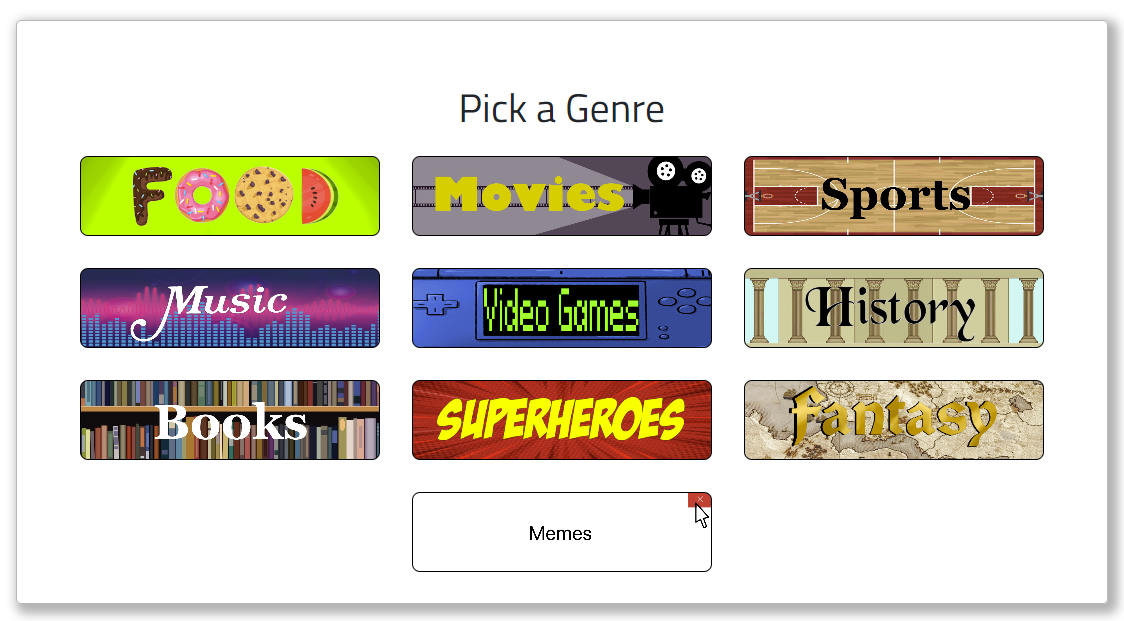 Pick a Genre
FOOD
Movies
Sports
Music
Video Games
History
Books
SUPERHEROES
Fantasy
Memes